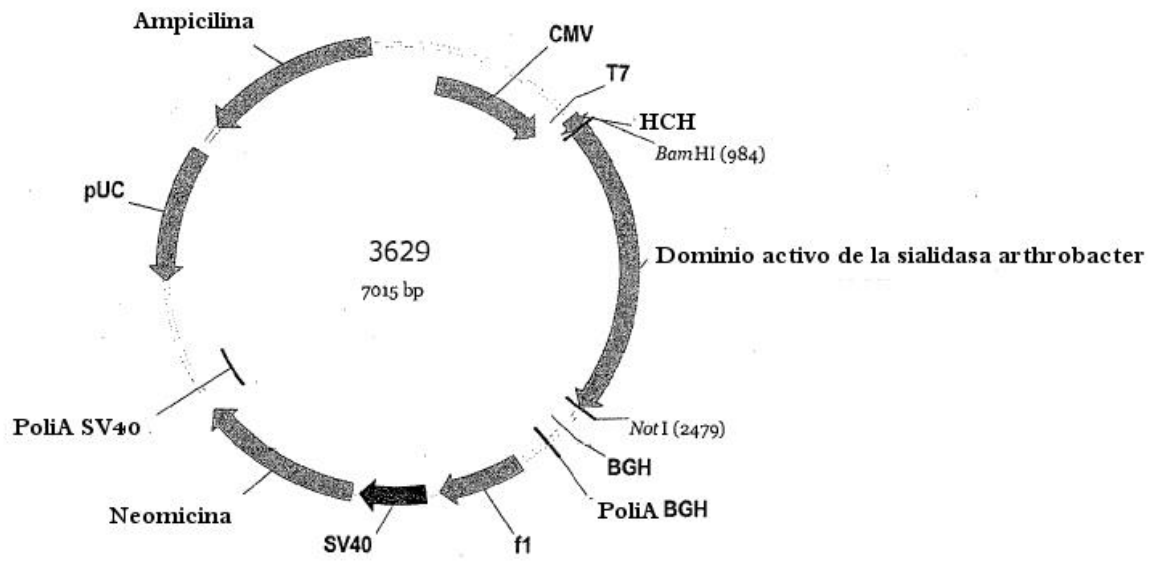 Ampicilina
CMV
T7
HCH
BamHI (984)
pUC
3629
7015 bp
Dominio activo de la sialidasa arthrobacter
PoliA SV40
NotI (2479)
BGH
PoliA BGH
Neomicina
SV40
f1